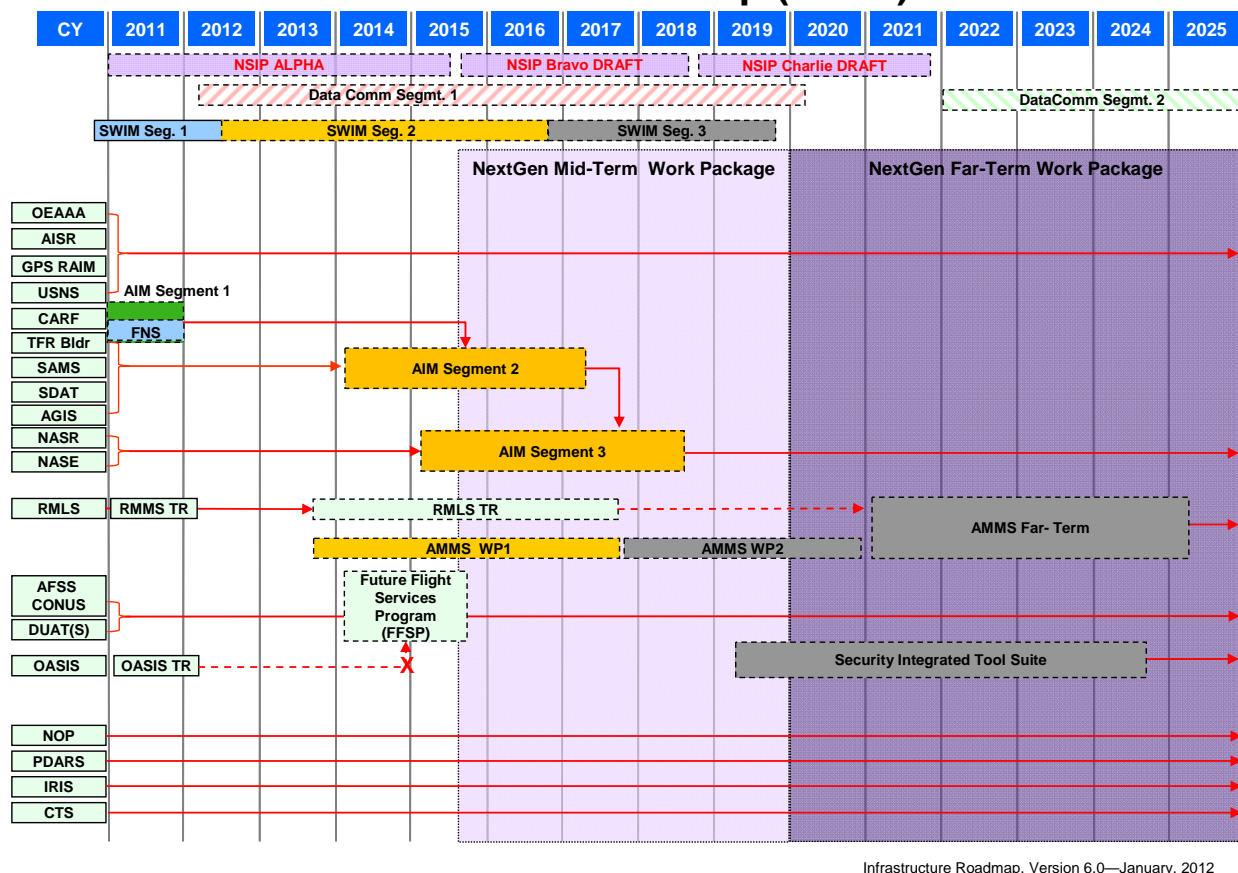 CY 2011 2012 2013 2014 2015 2016 2017 2018 2019 2020 2021 2022 2023 2024 2025
NSIP ALPHA NSIP Bravo DRAFT NSIP Charlie DRAFT
Data Comm Segmt. 1 DataComm Segmt. 2
SWIM Seg. 1 SWIM Seg. 2 SWIM Seg. 3
NextGen Mid-Term Work Package NextGen Far-Term Work Package
OEAAA
AISR
GPS RAIM
USNS AIM Segment 1
CARF
FNS
TFR Bldr
SAMS AIM Segment 2
SDAT
AGIS
NASR
AIM Segment 3
NASE
RMLS RMMS TR RMLS TR
AMMS Far- Term
AMMS WP1 AMMS WP2
AFSS
CONUS
Future Flight
Services
Program
(FFSP)
DUAT(S)
OASIS OASIS TR X Security Integrated Tool Suite
NOP
PDARS
IRIS
CTS
Infrastructure Roadmap, Version 6.0—January, 2012